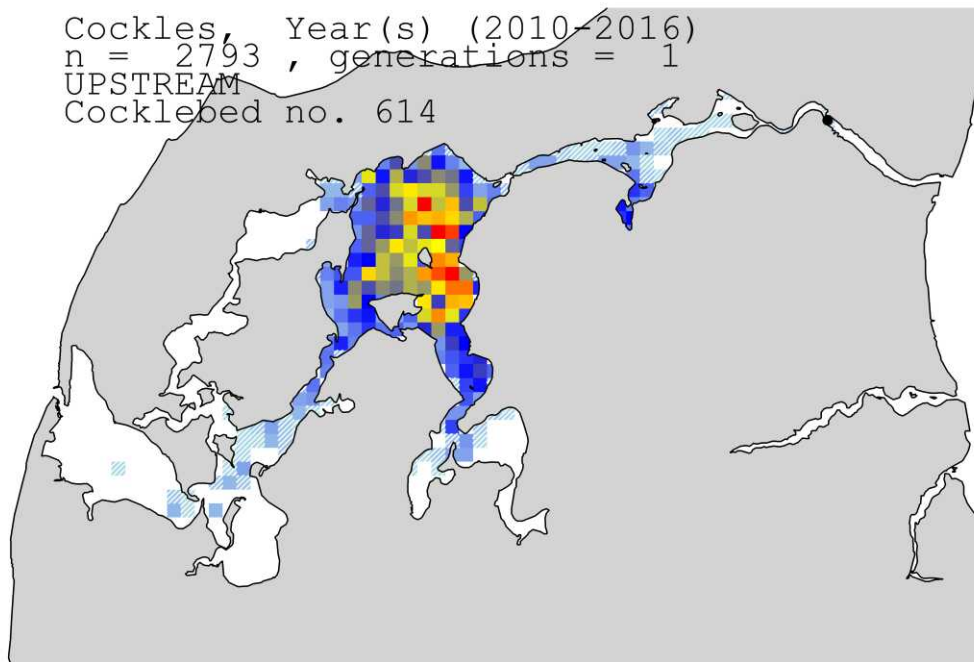 Cockles, Year(s) (2010-2016)
n = 2793 , generations = 1
UPSTREAM
Cocklebed no. 614